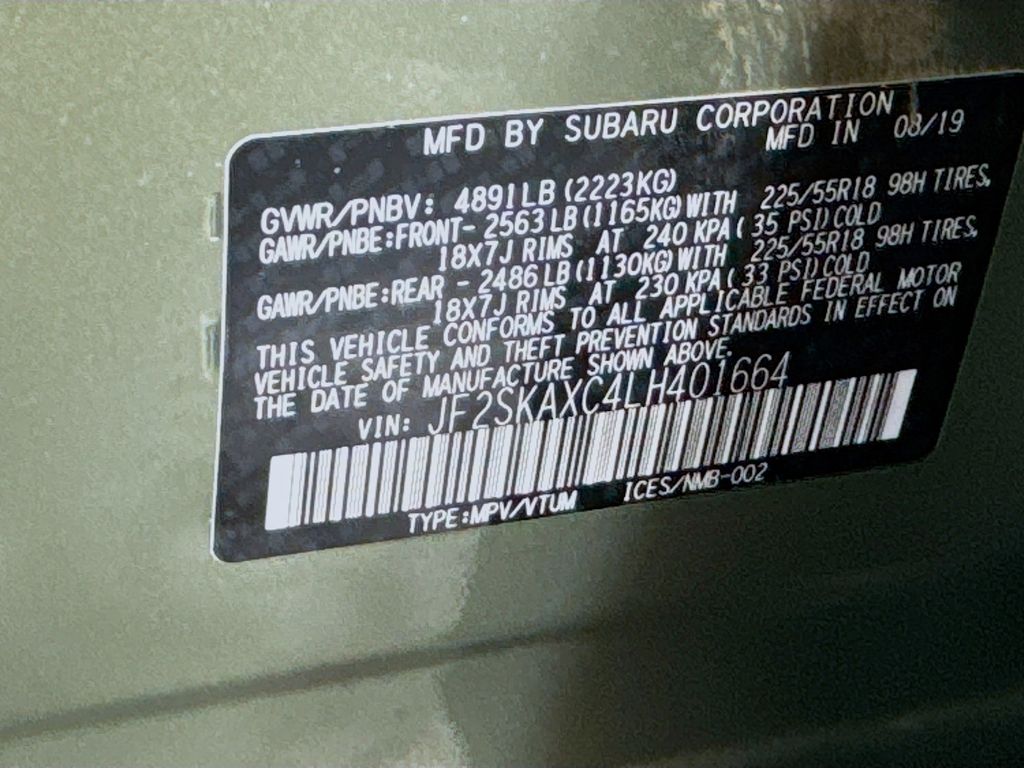 MFD BY SUBARU CORPORATION
MFD IN 08/19
GVWR/PNBV: 4891LB (2223KG)
GAWR/PNBE:FRONT- 2563LB (1165KG) WITH 225/55R18 98H TIRES,
18X7J RIMS AT 240 KPA ( 35 PSI) COLD
GAWR/PNBE:REAR - 2486LB (1130KG) WITH 225/55R18 98H TIRES,
18X7J RIMS AT 230 KPA ( 33 PSI) COLD
THIS VEHICLE CONFORMS TO ALL APPLICABLE FEDERAL MOTOR
VEHICLE SAFETY AND THEFT PREVENTION STANDARDS IN EFFECT ON
THE DATE OF MANUFACTURE SHOWN ABOVE.
VIN: JF2SKAXC4LH401664
TYPE:MPV/VTUM ICES/NMB-002